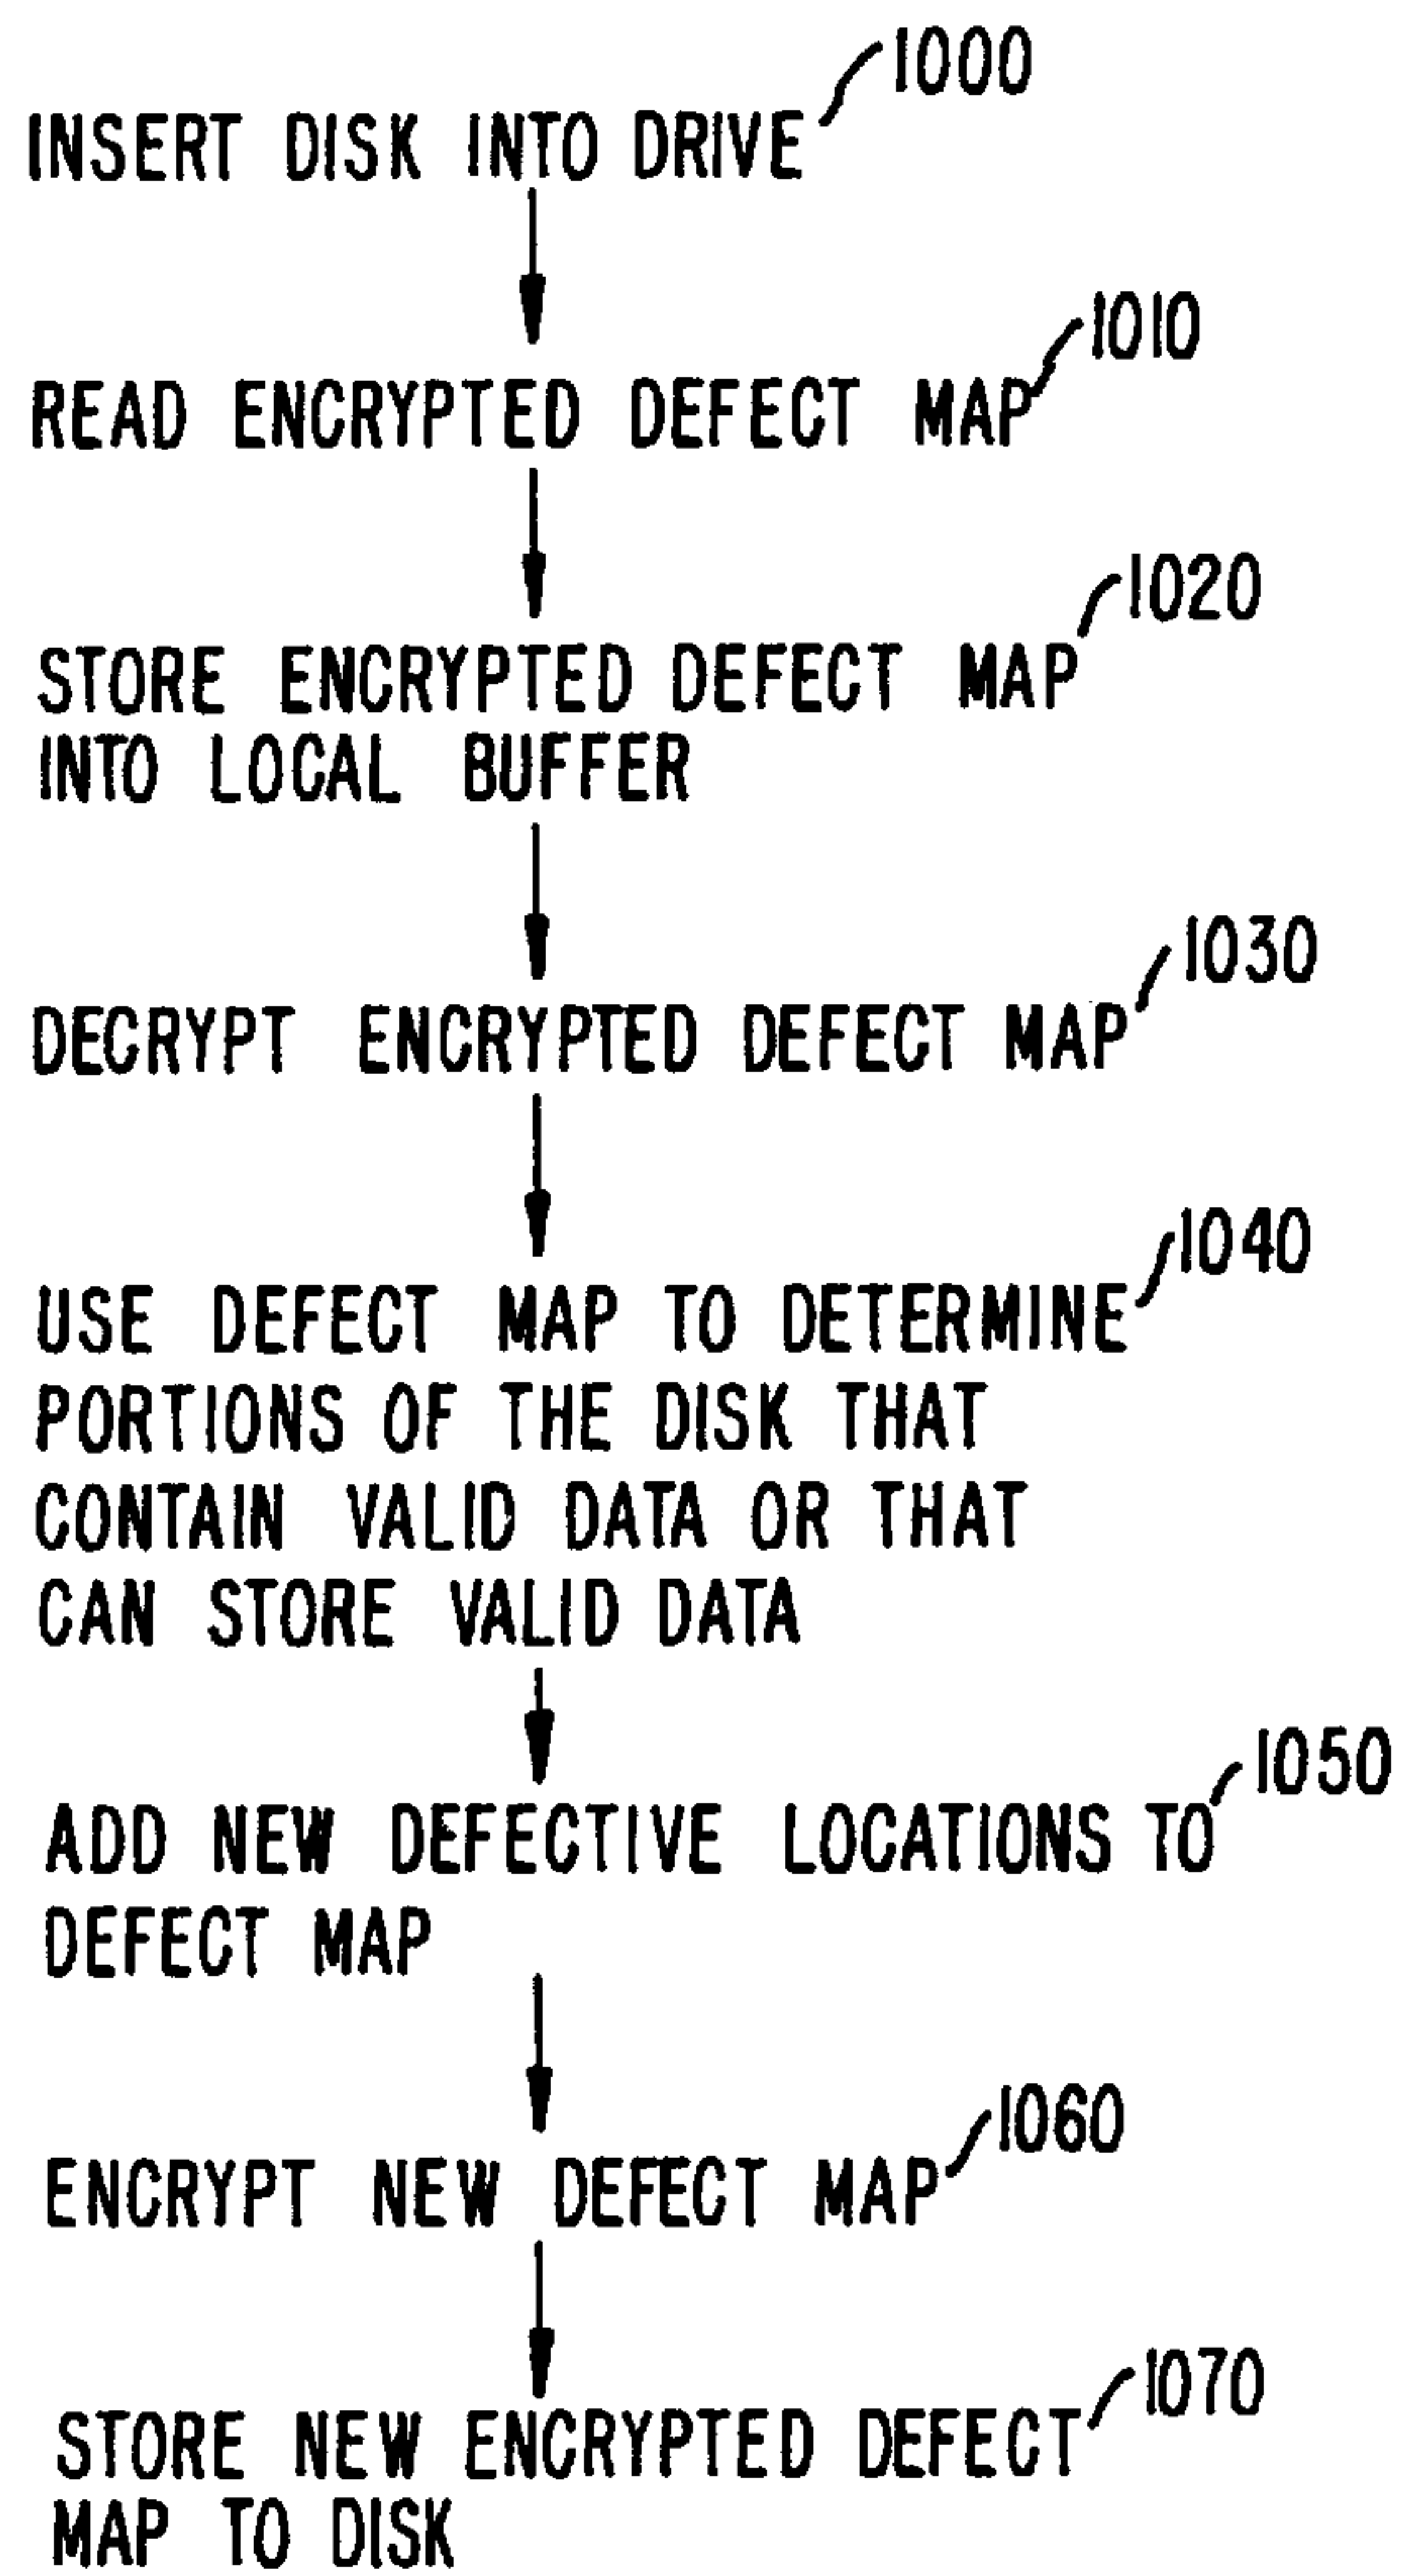 1000
INSERT DISK INTO DRIVE
1010
READ ENCRYPTED DEFECT MAP
1020
STORE ENCRYPTED DEFECT MAP
INTO LOCAL BUFFER
1030
DECRYPT ENCRYPTED DEFECT MAP
1040
USE DEFECT MAP TO DETERMINE
PORTIONS OF THE DISK THAT
CONTAIN VALID DATA OR THAT
CAN STORE VALID DATA
1050
ADD NEW DEFECTIVE LOCATIONS TO
DEFECT MAP
1060
ENCRYPT NEW DEFECT MAP
1070
STORE NEW ENCRYPTED DEFECT
MAP TO DISK